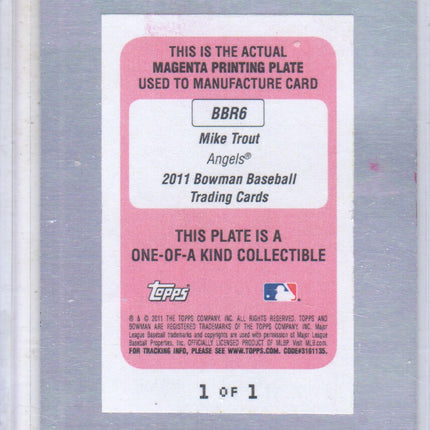 THIS IS THE ACTUAL
MAGENTA PRINTING PLATE
USED TO MANUFACTURE CARD
BBR6
Mike Trout
Angels®
2011 Bowman Baseball
Trading Cards
THIS PLATE IS A
ONE-OF-A KIND COLLECTIBLE
Topps
® & © 2011 THE TOPPS COMPANY, INC. ALL RIGHTS RESERVED. TOPPS AND
BOWMAN ARE REGISTERED TRADEMARKS OF THE TOPPS COMPANY, INC. Major
League Baseball trademarks and copyrights are used with permission of Major League
Baseball Properties, Inc. OFFICIALLY LICENSED PRODUCT OF MLBP. Visit MLB.com.
FOR TRACKING INFO, PLEASE SEE WWW.TOPPS.COM. CODE#3101135.
1 OF 1